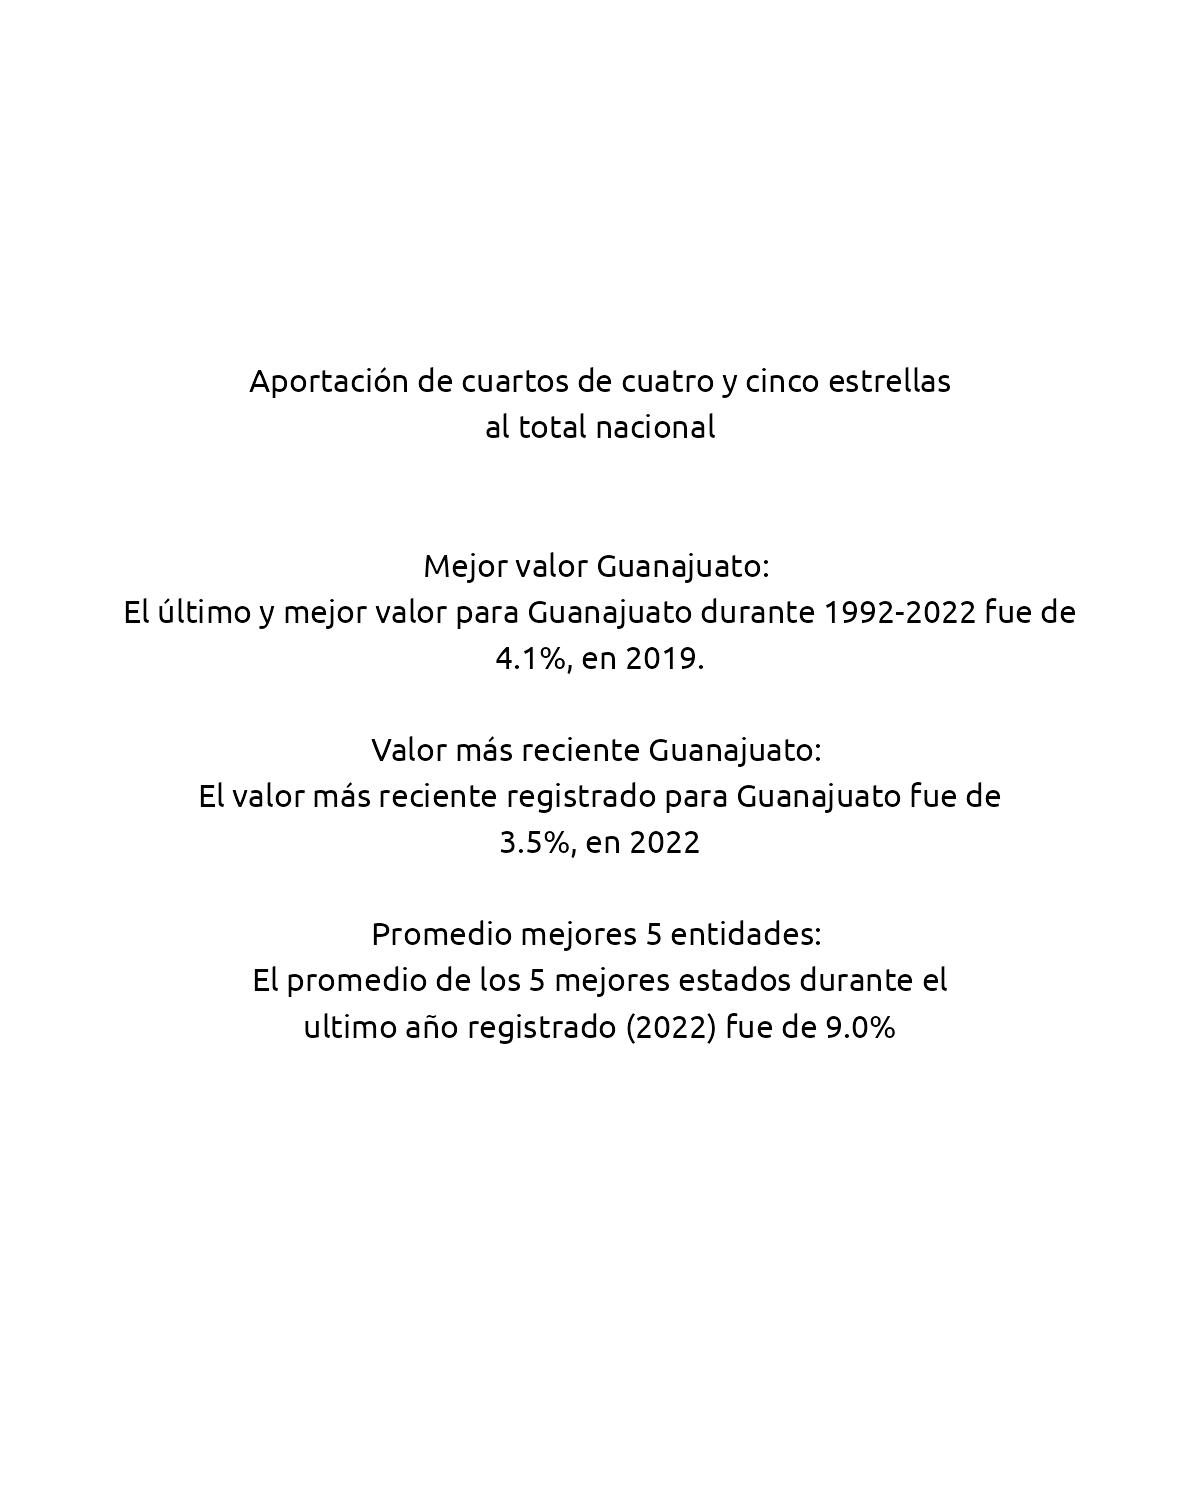 Aportación de cuartos de cuatro y cinco estrellas
al total nacional
Mejor valor Guanajuato:
El último y mejor valor para Guanajuato durante 1992-2022 fue de
4.1%, en 2019.
Valor más reciente Guanajuato:
El valor más reciente registrado para Guanajuato fue de
3.5%, en 2022
Promedio mejores 5 entidades:
El promedio de los 5 mejores estados durante el
ultimo año registrado (2022) fue de 9.0%